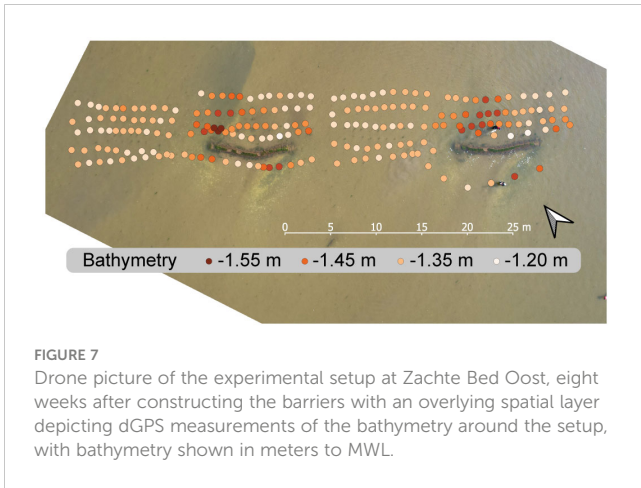 0 5 10 15 20 25 m
Bathymetry -1.55 m -1.45 m -1.35 m -1.20 m
FIGURE 7
Drone picture of the experimental setup at Zachte Bed Oost, eight
weeks after constructing the barriers with an overlying spatial layer
depicting dGPS measurements of the bathymetry around the setup,
with bathymetry shown in meters to MWL.